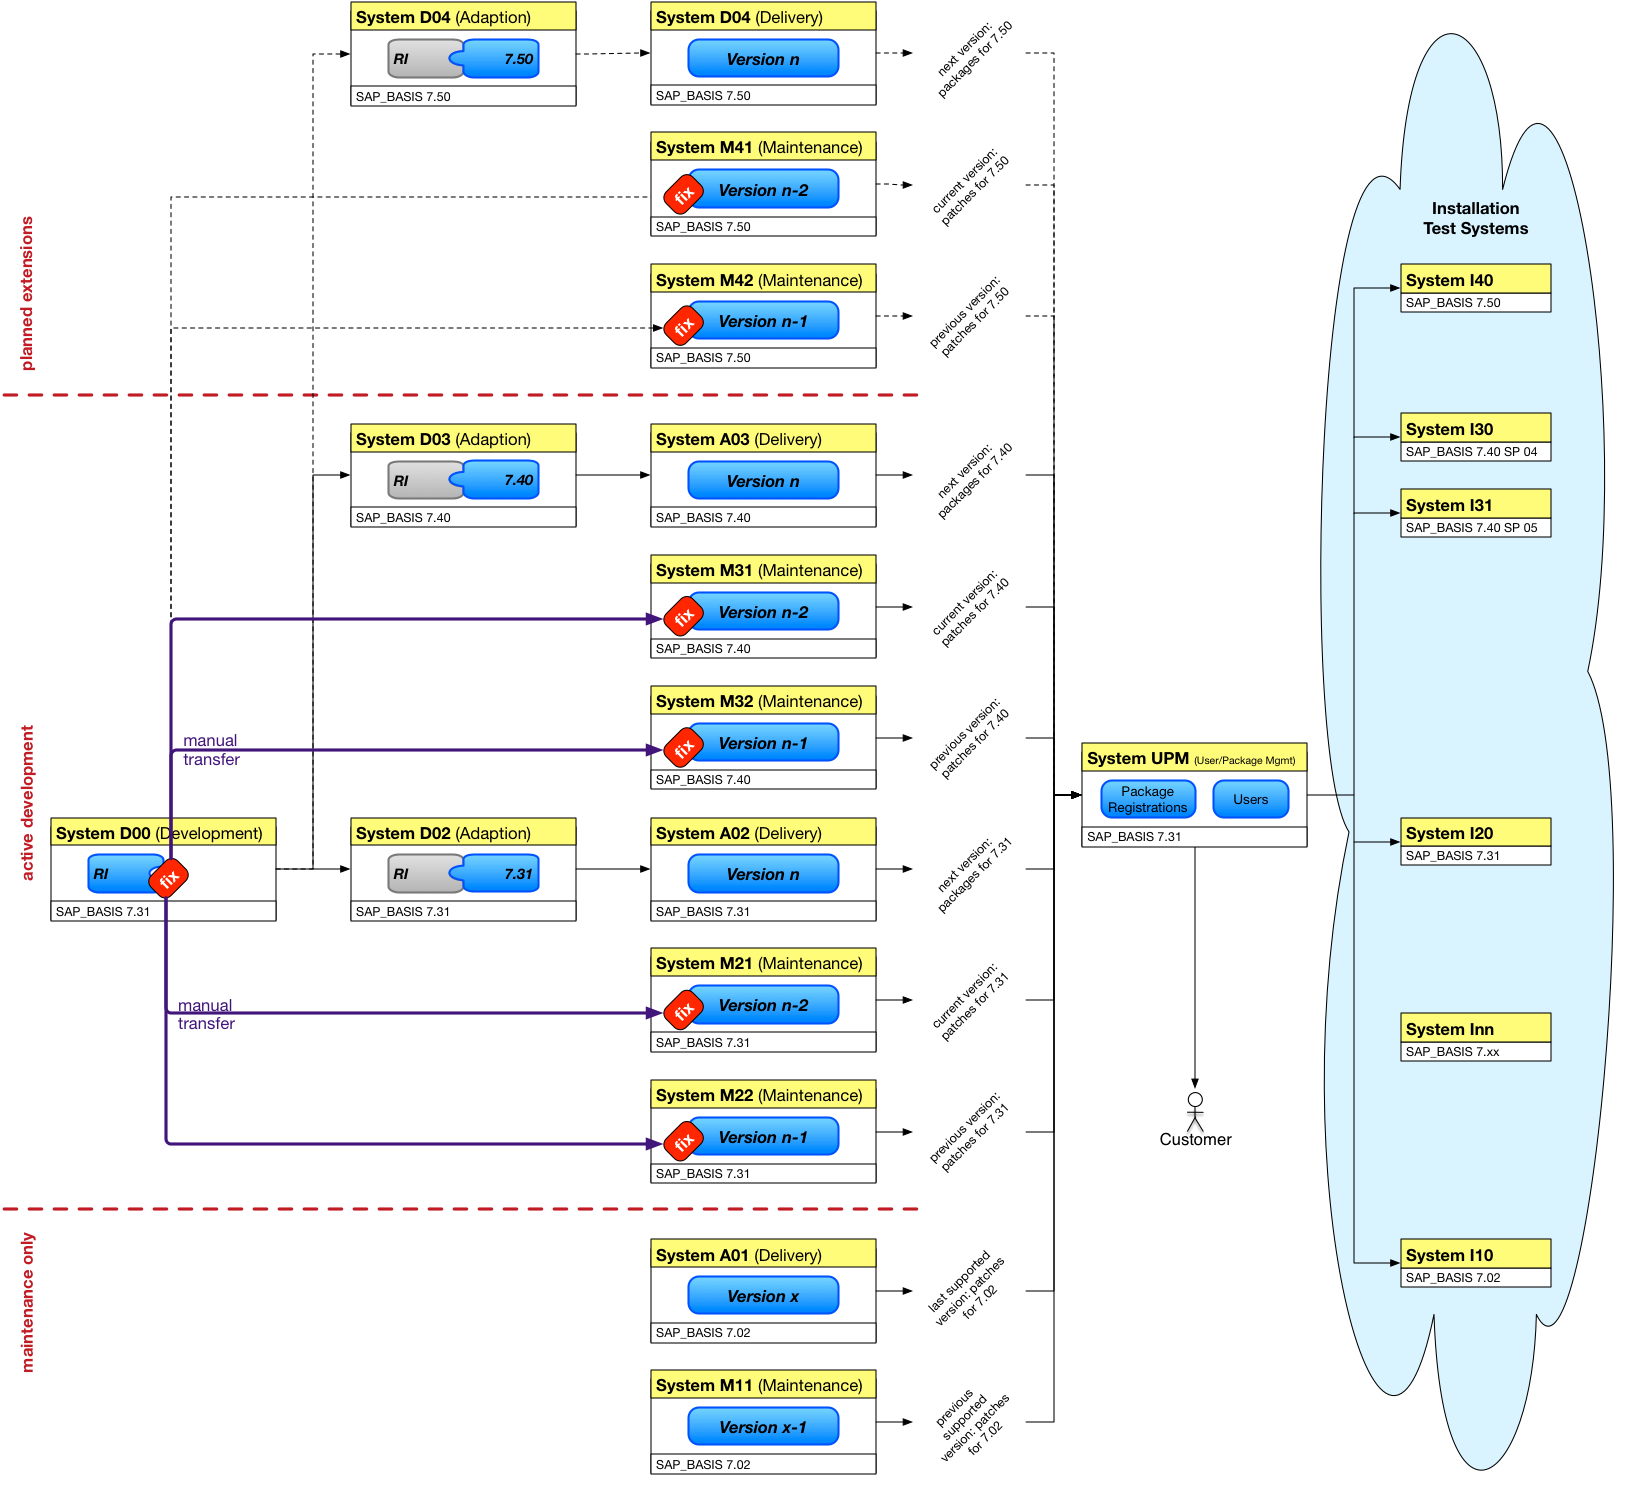 System D04 (Adaption)
RI
7.50
SAP_BASIS 7.50
System D04 (Delivery)
Version n
SAP_BASIS 7.50
next version:
packages for 7.50
System M41 (Maintenance)
fix
Version n-2
SAP_BASIS 7.50
current version:
patches for 7.50
System M42 (Maintenance)
fix
Version n-1
SAP_BASIS 7.50
previous version:
patches for 7.50
planned extensions
System D03 (Adaption)
RI
7.40
SAP_BASIS 7.40
System A03 (Delivery)
Version n
SAP_BASIS 7.40
next version:
packages for 7.40
System M31 (Maintenance)
fix
Version n-2
SAP_BASIS 7.40
current version:
patches for 7.40
System M32 (Maintenance)
fix
Version n-1
SAP_BASIS 7.40
previous version:
patches for 7.40
manual
transfer
active development
System D00 (Development)
RI
fix
SAP_BASIS 7.31
System D02 (Adaption)
RI
7.31
SAP_BASIS 7.31
System A02 (Delivery)
Version n
SAP_BASIS 7.31
next version:
packages for 7.31
manual
transfer
System M21 (Maintenance)
fix
Version n-2
SAP_BASIS 7.31
current version:
patches for 7.31
System M22 (Maintenance)
fix
Version n-1
SAP_BASIS 7.31
previous version:
patches for 7.31
maintenance only
System A01 (Delivery)
Version x
SAP_BASIS 7.02
last supported
version: patches
for 7.02
System M11 (Maintenance)
Version x-1
SAP_BASIS 7.02
previous
supported
version: patches
for 7.02
System UPM (User/Package Mgmt)
Package
Registrations
Users
SAP_BASIS 7.31
Customer
Installation
Test Systems
System I40
SAP_BASIS 7.50
System I30
SAP_BASIS 7.40 SP 04
System I31
SAP_BASIS 7.40 SP 05
System I20
SAP_BASIS 7.31
System Inn
SAP_BASIS 7.xx
System I10
SAP_BASIS 7.02